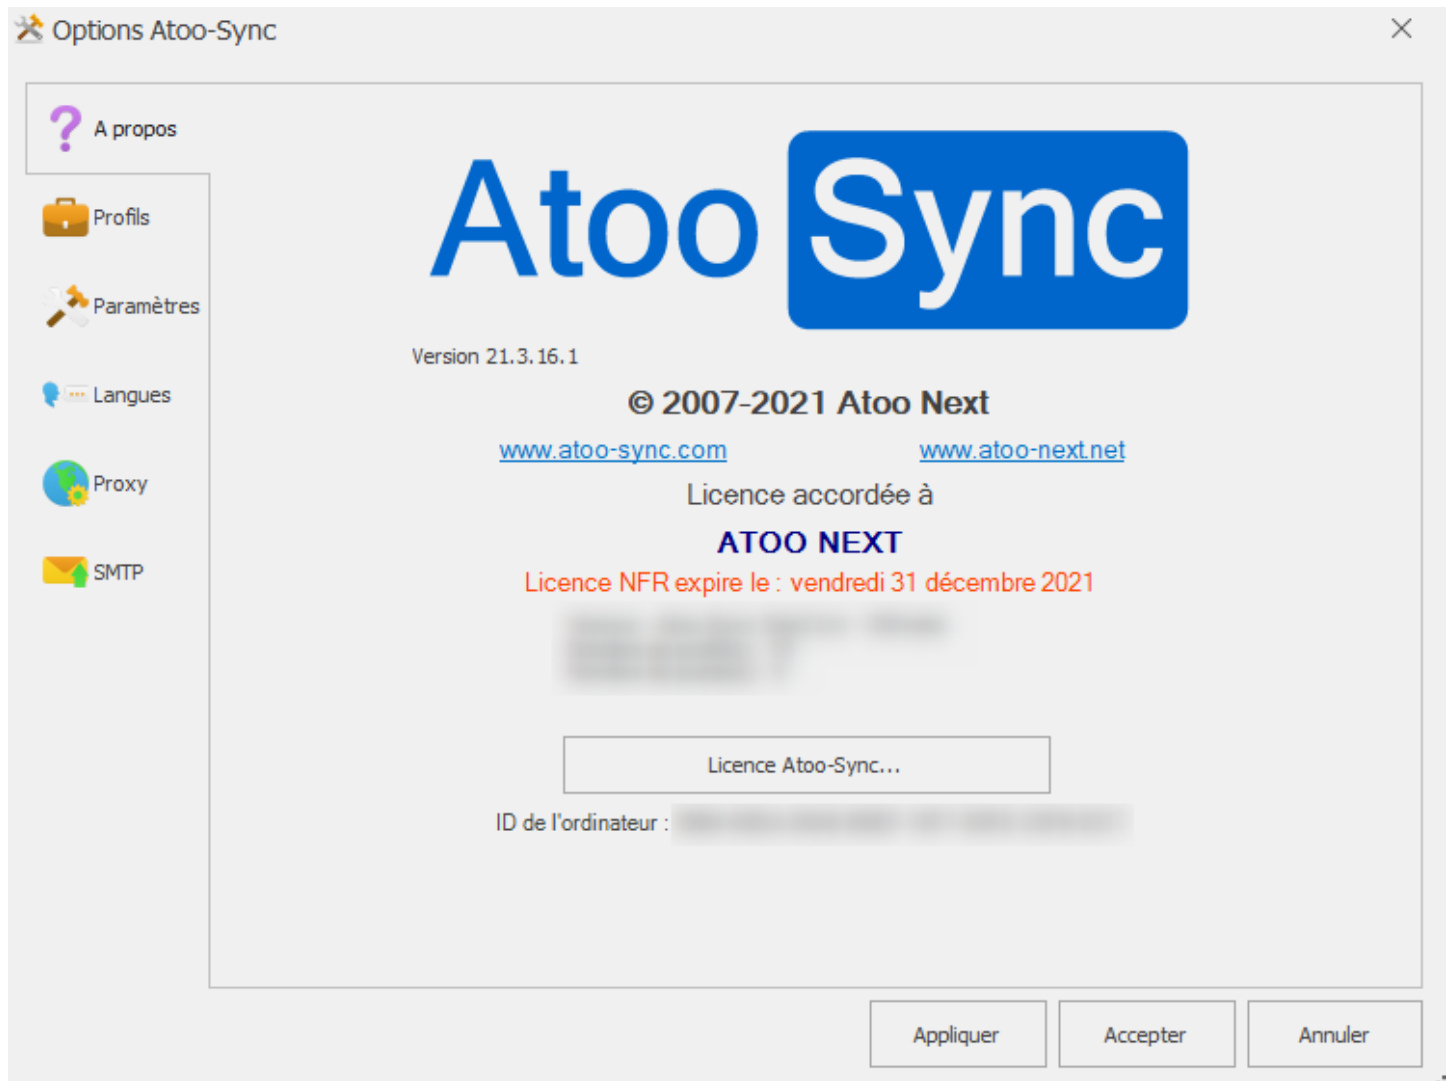 Options Atoo-Sync
A propos
Profils
Paramètres
Langues
Proxy
SMTP
Atoo Sync
Version 21.3.16.1
© 2007-2021 Atoo Next
www.atoo-sync.com www.atoo-next.net
Licence accordée à
ATOO NEXT
Licence NFR expire le : vendredi 31 décembre 2021
Licence Atoo-Sync...
ID de l'ordinateur :
Appliquer Accepter Annuler